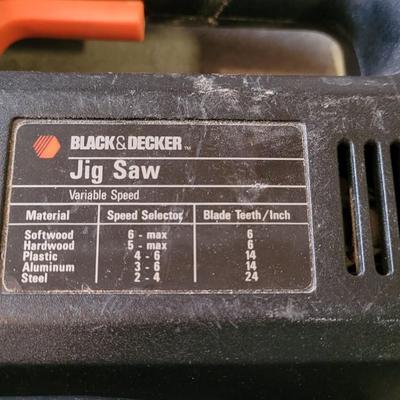 BLACK&DECKER™
Jig Saw
Variable Speed
Material Speed Selector Blade Teeth/Inch
Softwood 6 - max 6
Hardwood 5 - max 6
Plastic 4 - 6 14
Aluminum 3 - 6 14
Steel 2 - 4 24